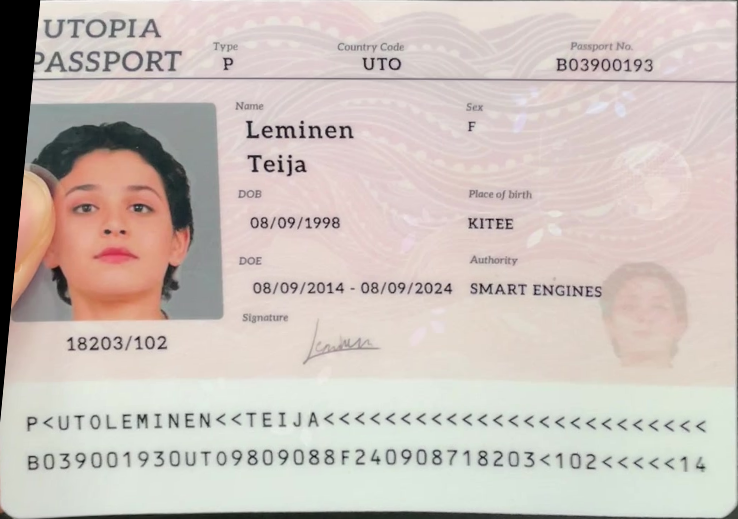 UTOPIA
PASSPORT
Type
P
Country Code
UTO
Passport No.
B03900193
Name
Leminen
Teija
Sex
F
DOB
08/09/1998
Place of birth
KITEE
DOE
08/09/2014 - 08/09/2024
Authority
SMART ENGINES
Signature
Leminen
18203/102
P<UTOLEMINEN<<TEIJA<<<<<<<<<<<<<<<<<<<<<<<<<
B039001930UTO9809088F240908718203<102<<<<<14